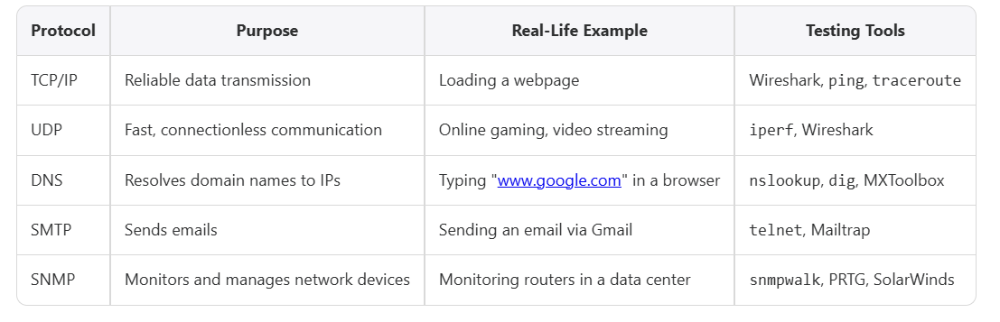 Protocol Purpose Real-Life Example Testing Tools
TCP/IP Reliable data transmission Loading a webpage Wireshark, ping, traceroute
UDP Fast, connectionless communication Online gaming, video streaming iperf, Wireshark
DNS Resolves domain names to IPs Typing "www.google.com" in a browser nslookup, dig, MXToolbox
SMTP Sends emails Sending an email via Gmail telnet, Mailtrap
SNMP Monitors and manages network devices Monitoring routers in a data center snmpwalk, PRTG, SolarWinds